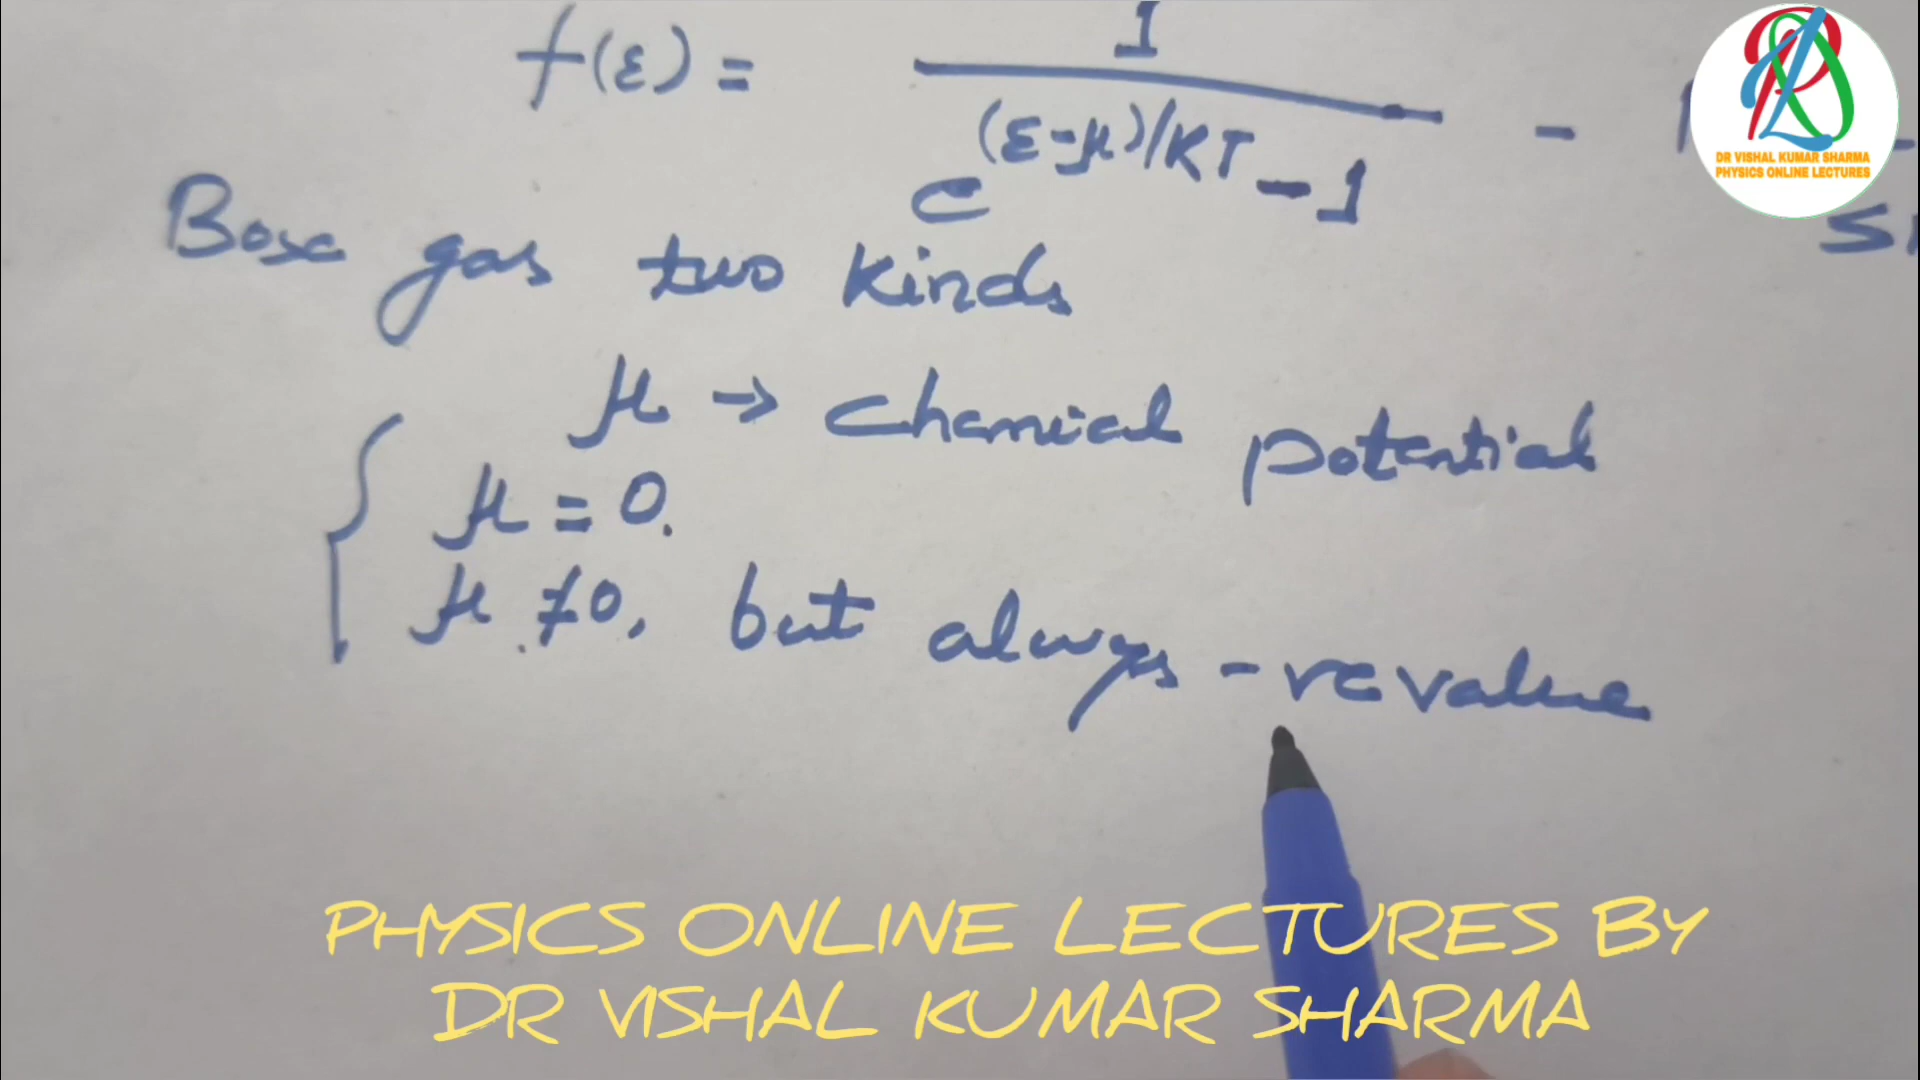 f(ε) = 1 / e^(ε-μ)/KT - 1 -
Bose gas two kinds
μ → chemical potential
μ = 0.
μ ≠ 0, but always -ve value
DR VISHAL KUMAR SHARMA
PHYSICS ONLINE LECTURES
PHYSICS ONLINE LECTURES BY
DR VISHAL KUMAR SHARMA